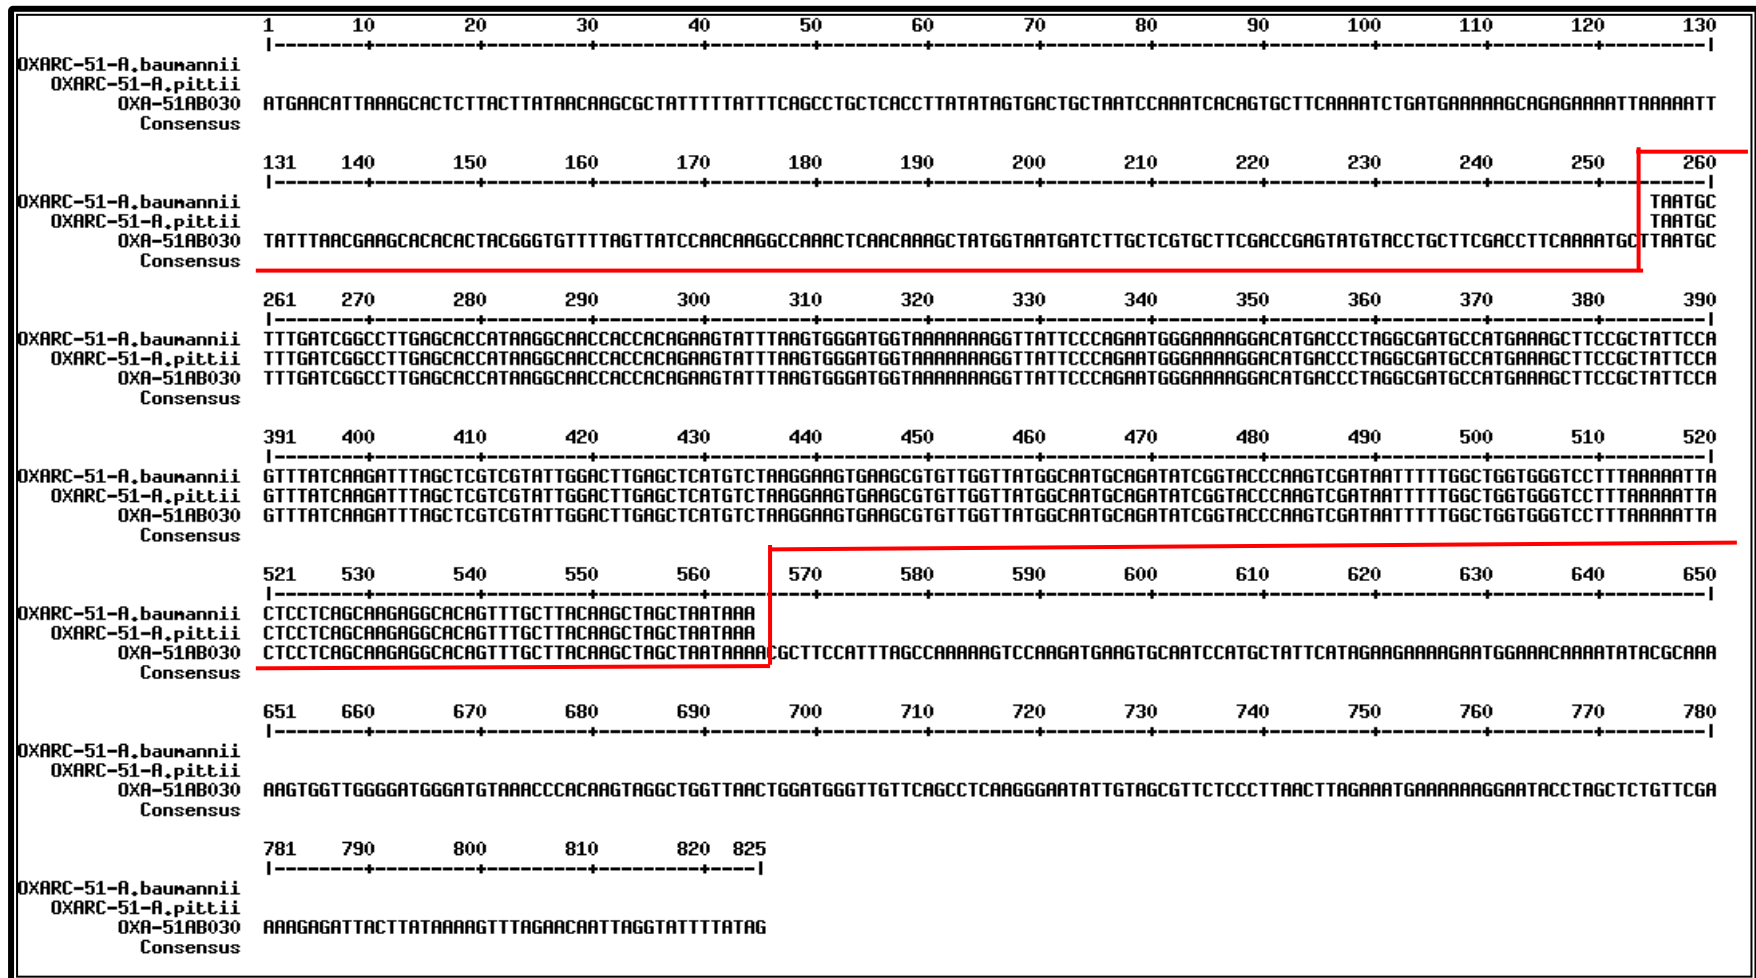 1 10 20 30 40 50 60 70 80 90 100 110 120 130
|--------+---------+---------+---------+---------+---------+---------+---------+---------+---------+---------+---------+---------|
OXARC-51-A.baumannii
OXARC-51-A.pittii
OXA-51AB030 ATGAACATTAAAGCACTCTTACTTATAACAAGCGCTATTTTTATTTCAGCCTGCTCACCTTATATAGTGACTGCTAATCCAAATCACAGTGCTTCAAAATCTGATGAAAAAGCAGAGAAAATTAAAAATT
Consensus
131 140 150 160 170 180 190 200 210 220 230 240 250 260
|--------+---------+---------+---------+---------+---------+---------+---------+---------+---------+---------+---------+---------|
OXARC-51-A.baumannii TAATGC
OXARC-51-A.pittii TAATGC
OXA-51AB030 TATTTAACGAAGCACACACTACGGGTGTTTTAGTTATCCAACAAGGCCAAACTCAACAAAGCTATGGTAATGATCTTGCTCGTGCTTCGACCGAGTATGTACCTGCTTCGACCTTCAAAATGCTTAATGC
Consensus
261 270 280 290 300 310 320 330 340 350 360 370 380 390
|--------+---------+---------+---------+---------+---------+---------+---------+---------+---------+---------+---------+---------|
OXARC-51-A.baumannii TTTGATCGGCCTTGAGCACCATAAGGCAACCACCACAGAAGTATTTAAGTGGGATGGTAAAAAAAGGTTATTCCCAGAATGGGAAAAGGACATGACCCTAGGCGATGCCATGAAAGCTTCCGCTATTCCA
OXARC-51-A.pittii TTTGATCGGCCTTGAGCACCATAAGGCAACCACCACAGAAGTATTTAAGTGGGATGGTAAAAAAAGGTTATTCCCAGAATGGGAAAAGGACATGACCCTAGGCGATGCCATGAAAGCTTCCGCTATTCCA
OXA-51AB030 TTTGATCGGCCTTGAGCACCATAAGGCAACCACCACAGAAGTATTTAAGTGGGATGGTAAAAAAAGGTTATTCCCAGAATGGGAAAAGGACATGACCCTAGGCGATGCCATGAAAGCTTCCGCTATTCCA
Consensus
391 400 410 420 430 440 450 460 470 480 490 500 510 520
|--------+---------+---------+---------+---------+---------+---------+---------+---------+---------+---------+---------+---------|
OXARC-51-A.baumannii GTTTATCAAGATTTAGCTCGTCGTATTGGACTTGAGCTCATGTCTAAGGAAGTGAAGCGTGTTGGTTATGGCAATGCAGATATCGGTACCCAAGTCGATAATTTTTGGCTGGTGGGTCCTTTAAAAATTA
OXARC-51-A.pittii GTTTATCAAGATTTAGCTCGTCGTATTGGACTTGAGCTCATGTCTAAGGAAGTGAAGCGTGTTGGTTATGGCAATGCAGATATCGGTACCCAAGTCGATAATTTTTGGCTGGTGGGTCCTTTAAAAATTA
OXA-51AB030 GTTTATCAAGATTTAGCTCGTCGTATTGGACTTGAGCTCATGTCTAAGGAAGTGAAGCGTGTTGGTTATGGCAATGCAGATATCGGTACCCAAGTCGATAATTTTTGGCTGGTGGGTCCTTTAAAAATTA
Consensus
521 530 540 550 560 570 580 590 600 610 620 630 640 650
|--------+---------+---------+---------+---------+---------+---------+---------+---------+---------+---------+---------+---------|
OXARC-51-A.baumannii CTCCTCAGCAAGAGGCACAGTTTGCTTACAAGCTAGCTAATAAA
OXARC-51-A.pittii CTCCTCAGCAAGAGGCACAGTTTGCTTACAAGCTAGCTAATAAA
OXA-51AB030 CTCCTCAGCAAGAGGCACAGTTTGCTTACAAGCTAGCTAATAAAACGCTTCCATTTAGCCAAAAAGTCCAAGATGAAGTGCAATCCATGCTATTCATAGAAGAAAAGAATGGAAACAAAATATACGCAAA
Consensus
651 660 670 680 690 700 710 720 730 740 750 760 770 780
|--------+---------+---------+---------+---------+---------+---------+---------+---------+---------+---------+---------+---------|
OXARC-51-A.baumannii
OXARC-51-A.pittii
OXA-51AB030 AAGTGGTTGGGGATGGGATGTAAACCCACAAGTAGGCTGGTTAACTGGATGGGTTGTTCAGCCTCAAGGGAATATTGTAGCGTTCTCCCTTAACTTAGAAATGAAAAAAGGAATACCTAGCTCTGTTCGA
Consensus
781 790 800 810 820 825
|--------+---------+---------+---------+----|
OXARC-51-A.baumannii
OXARC-51-A.pittii
OXA-51AB030 AAAGAGATTACTTATAAAAGTTTAGAACAATTAGGTATTTTATAG
Consensus